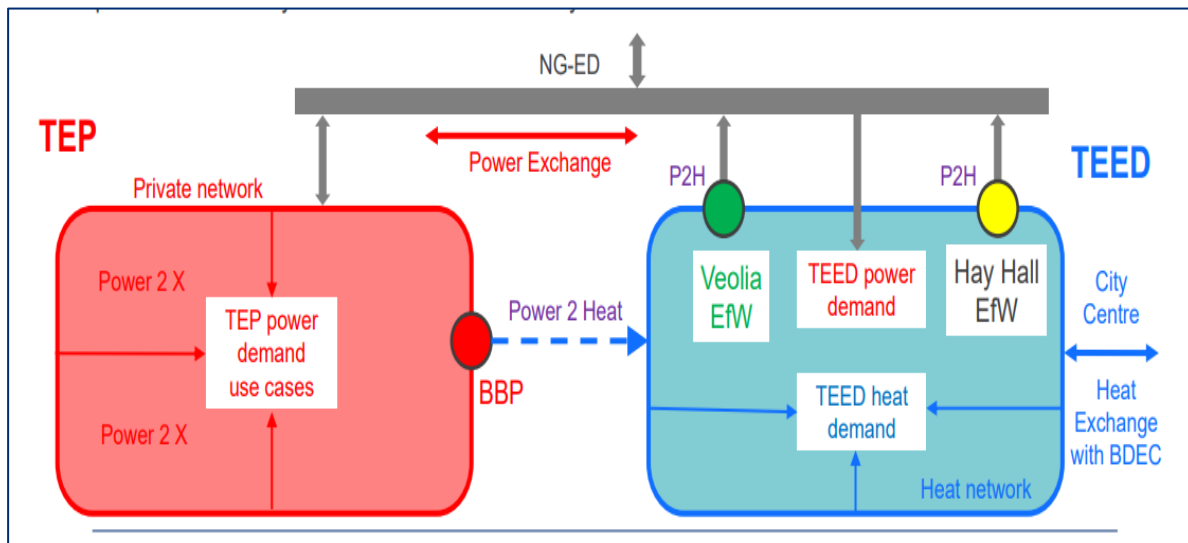 NG-ED
TEP
Power Exchange
P2H
P2H
TEED
Private network
Power 2 X
TEP power
demand
use cases
Power 2 X
BBP
Power 2 Heat
Veolia
EfW
TEED power
demand
Hay Hall
EfW
TEED heat
demand
Heat network
City
Centre
Heat
Exchange
with BDEC